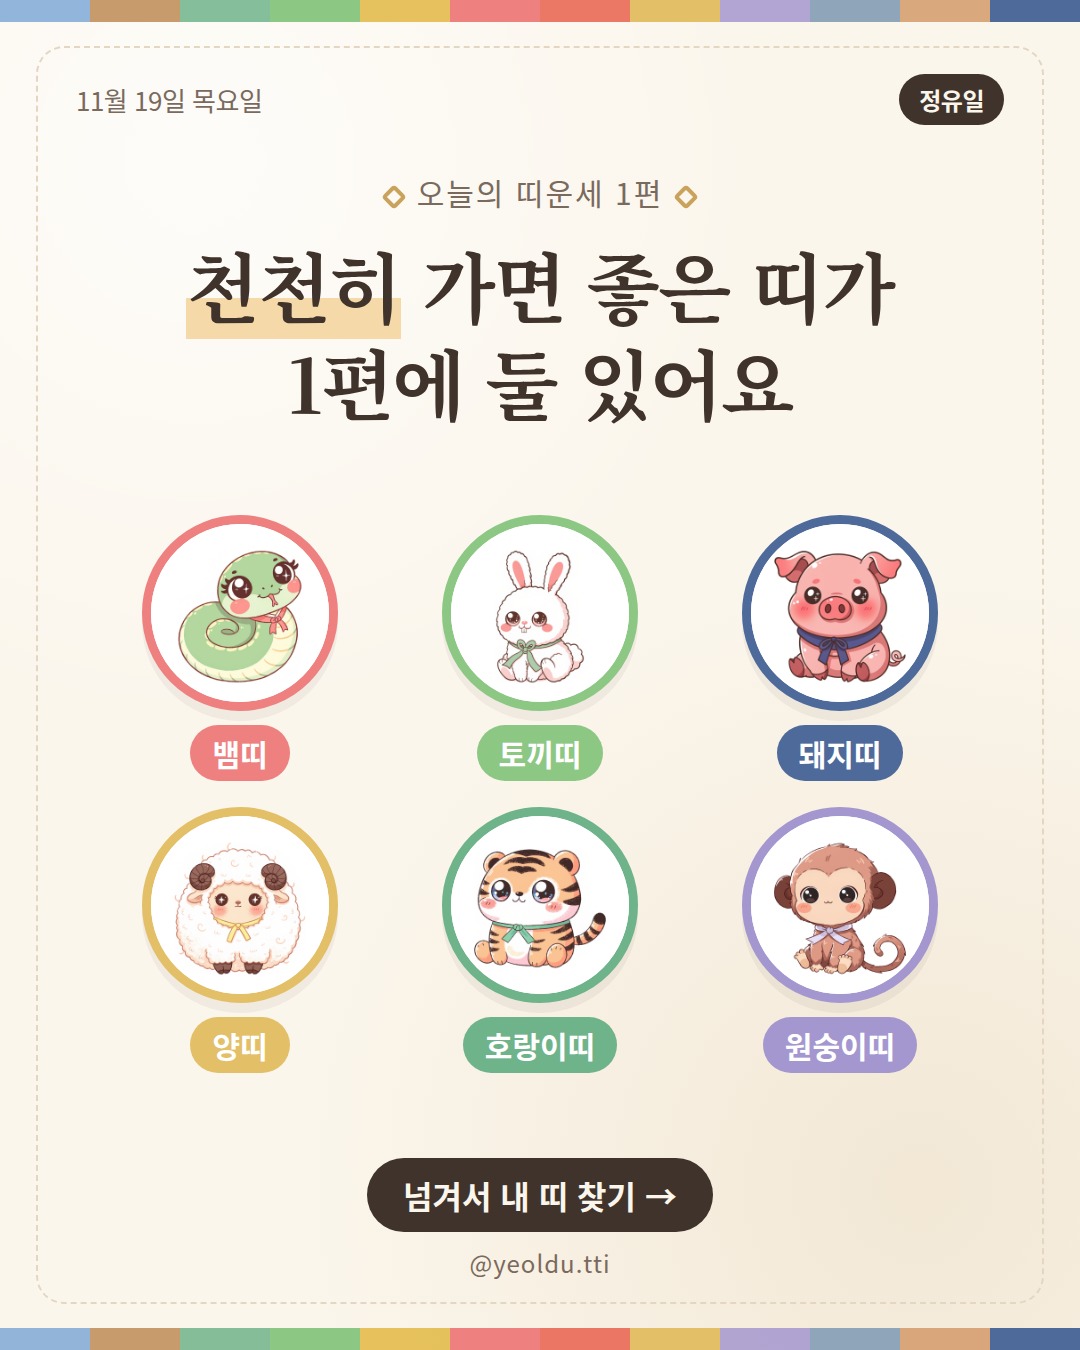 11월 19일 목요일
정유일
오늘의 띠운세 1편
천천히 가면 좋은 띠가
1편에 둘 있어요
뱀띠
토끼띠
돼지띠
양띠
호랑이띠
원숭이띠
넘겨서 내 띠 찾기 →
@yeoldu.tti